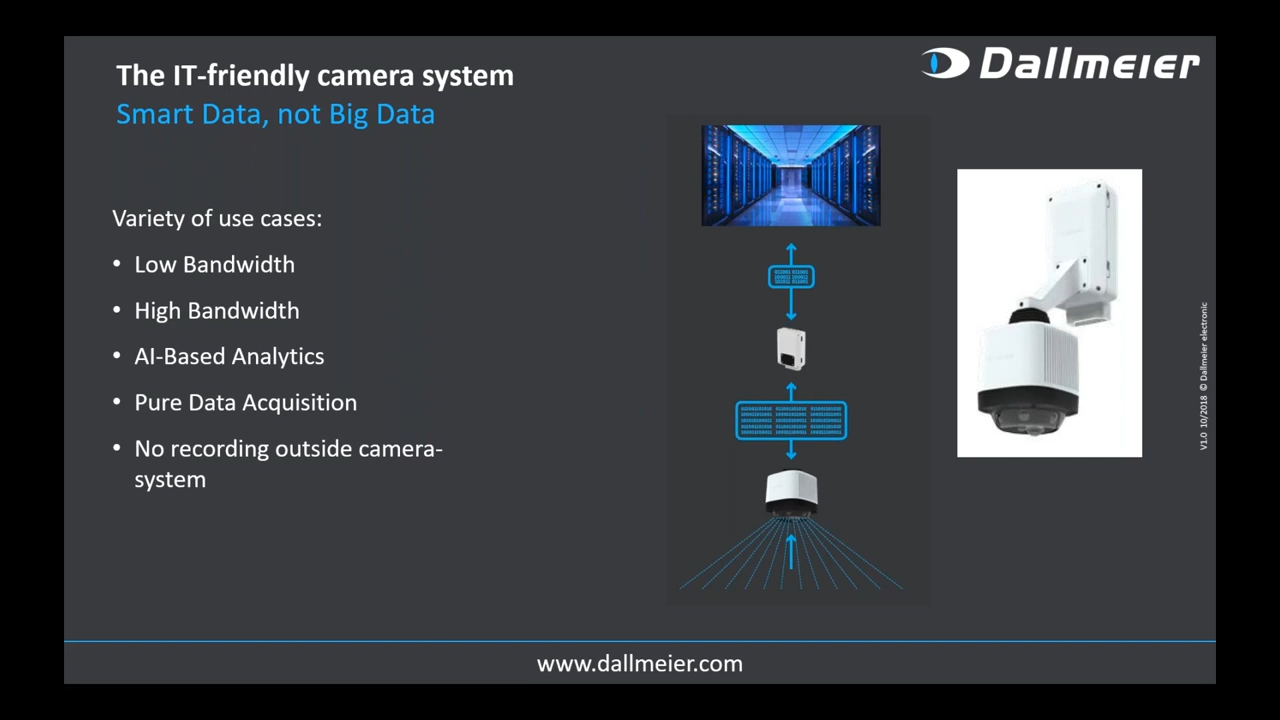 The IT-friendly camera system
Smart Data, not Big Data
Dallmeier
Variety of use cases:
• Low Bandwidth
• High Bandwidth
• AI-Based Analytics
• Pure Data Acquisition
• No recording outside camera-
system
V1.0 10/2018 © Dallmeier electronic
www.dallmeier.com